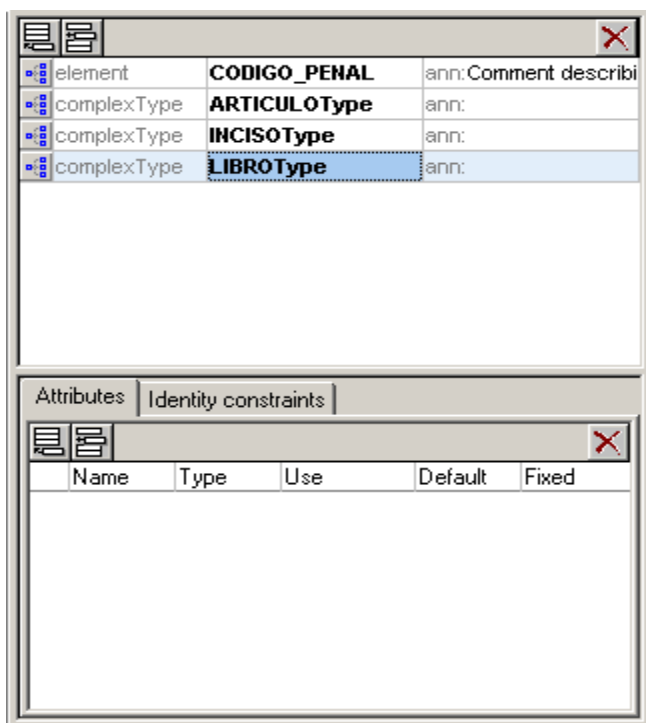 element CODIGO_PENAL ann:Comment describi
complexType ARTICULOType ann:
complexType INCISOType ann:
complexType LIBROType ann:
Attributes Identity constraints
Name Type Use Default Fixed